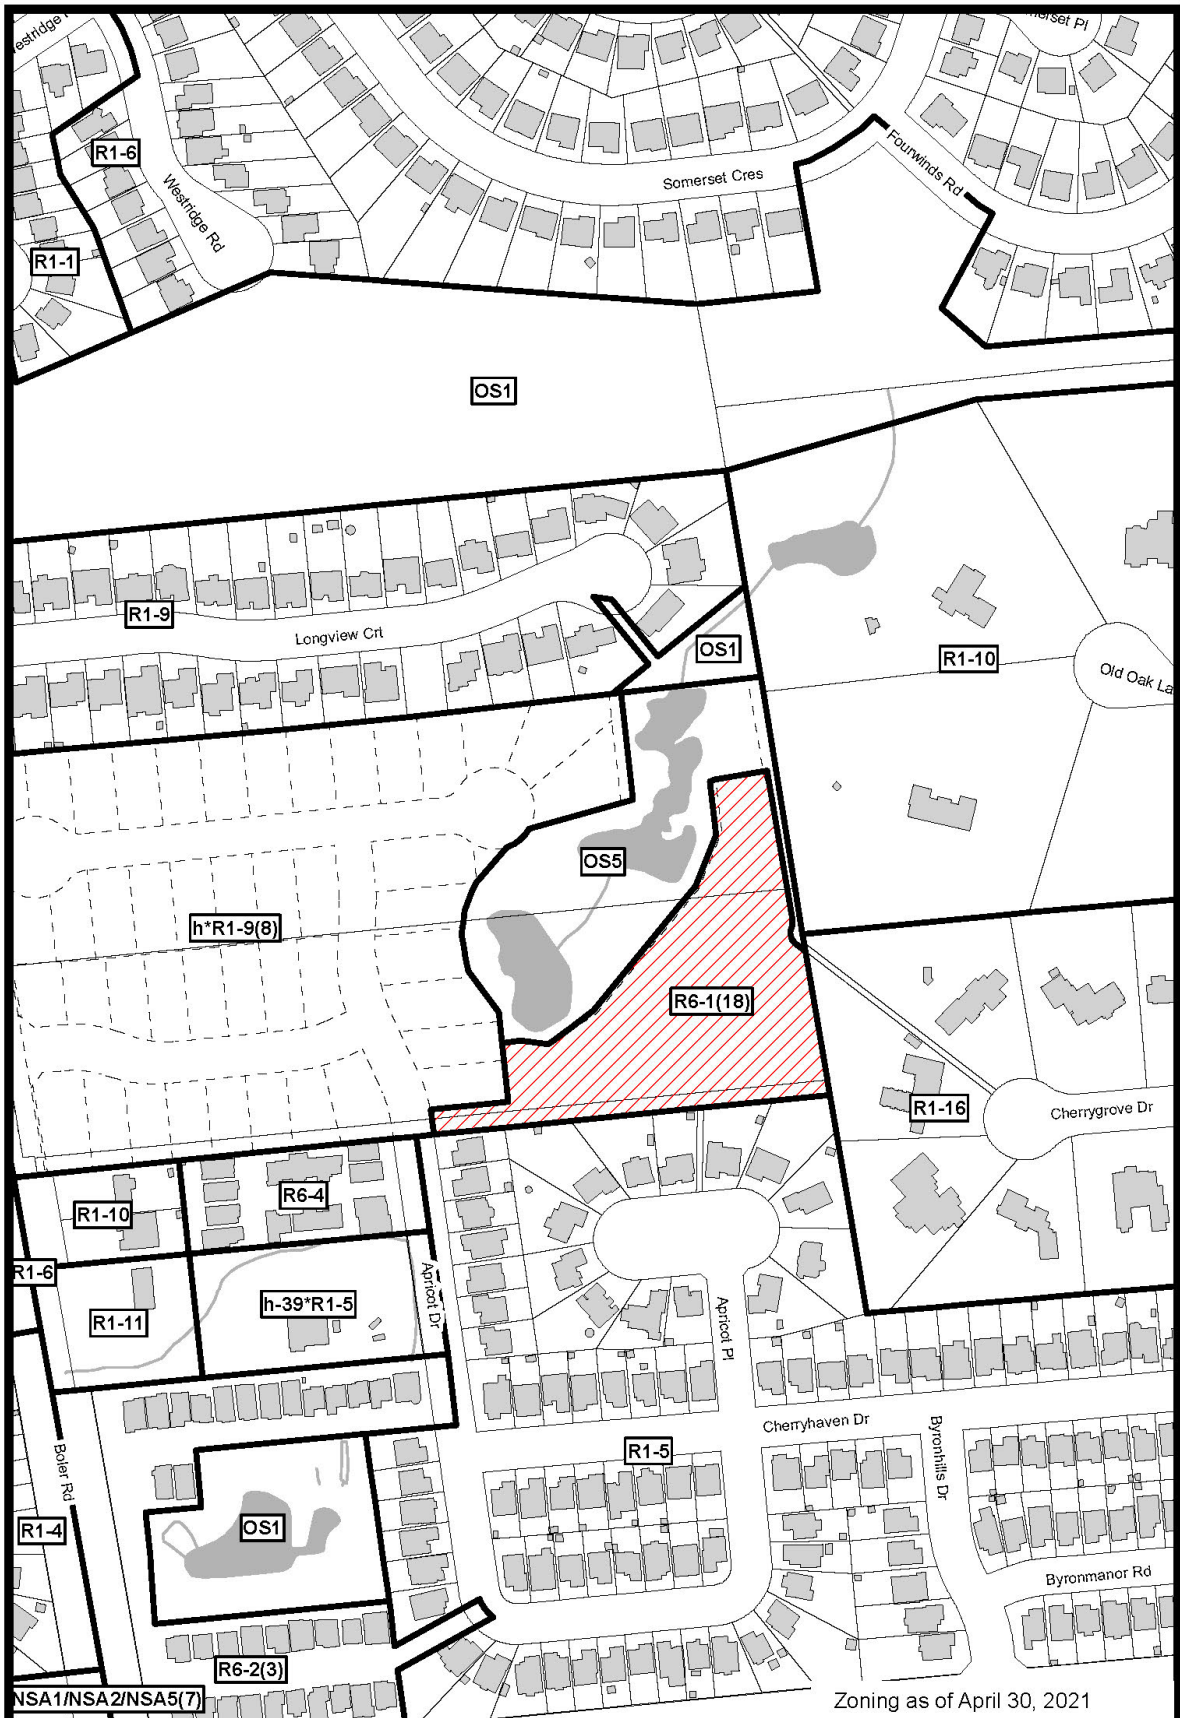 Westridge
merset Pl
R1-6
Westridge Rd
Somerset Cres
Fourwinds Rd
R1-1
OS1
R1-9
Longview Crt
OS1
R1-10
Old Oak La
OS5
h*R1-9(8)
R6-1(18)
R1-16
Cherrygrove Dr
R6-4
R1-10
R1-6
Apricot Dr
h-39*R1-5
R1-11
Apricot Pl
Cherryhaven Dr
Byronhills Dr
R1-5
Boler Rd
R1-4
OS1
Byronmanor Rd
R6-2(3)
NSA1/NSA2/NSA5(7)
Zoning as of April 30, 2021